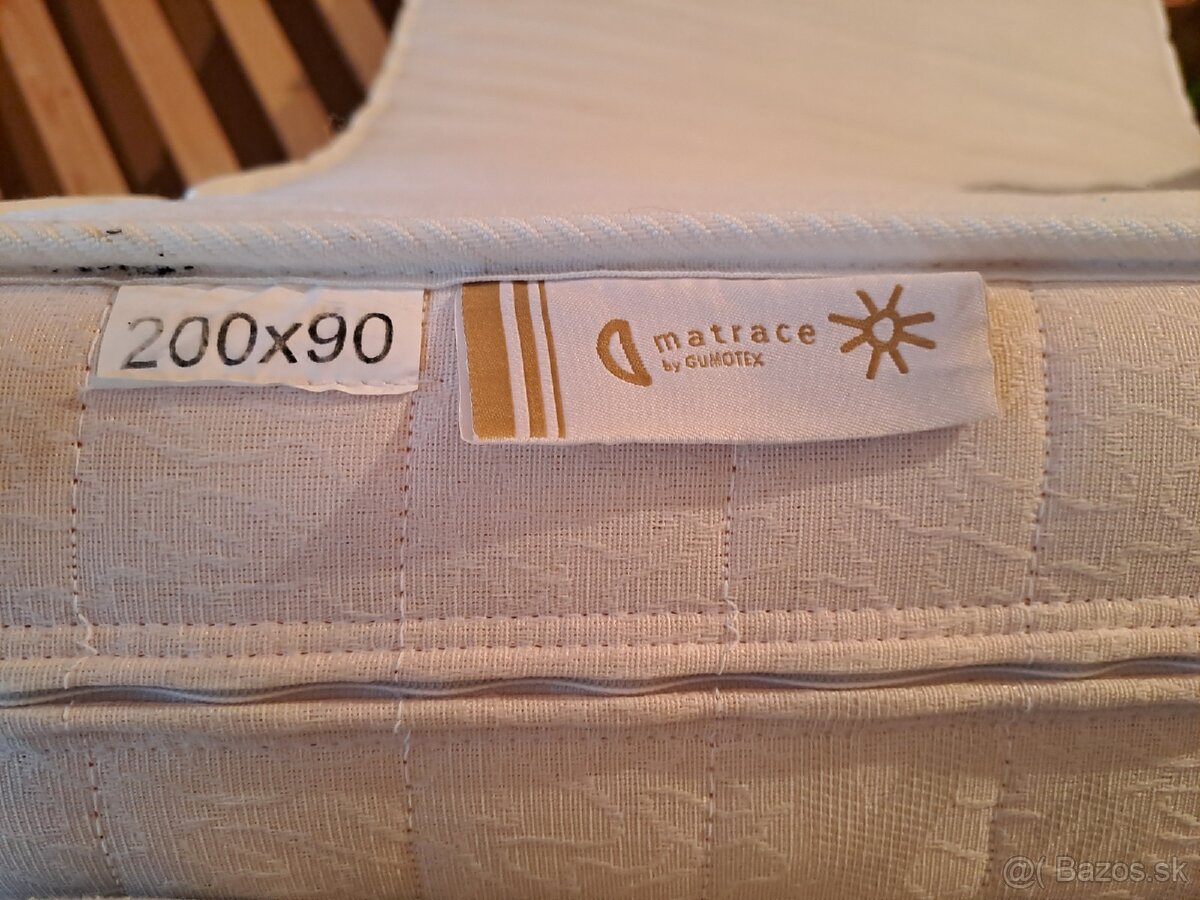 200x90
matrace
by GUMOTEX
@( Bazos.sk